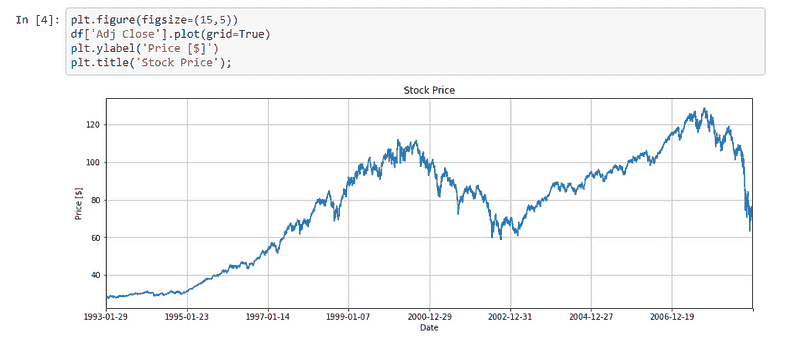 In [4]: plt.figure(figsize=(15,5))
df['Adj Close'].plot(grid=True)
plt.ylabel('Price [$]')
plt.title('Stock Price');
Stock Price
120
100
80
60
40
Price [$]
1993-01-29 1995-01-23 1997-01-14 1999-01-07 2000-12-29 2002-12-31 2004-12-27 2006-12-19
Date